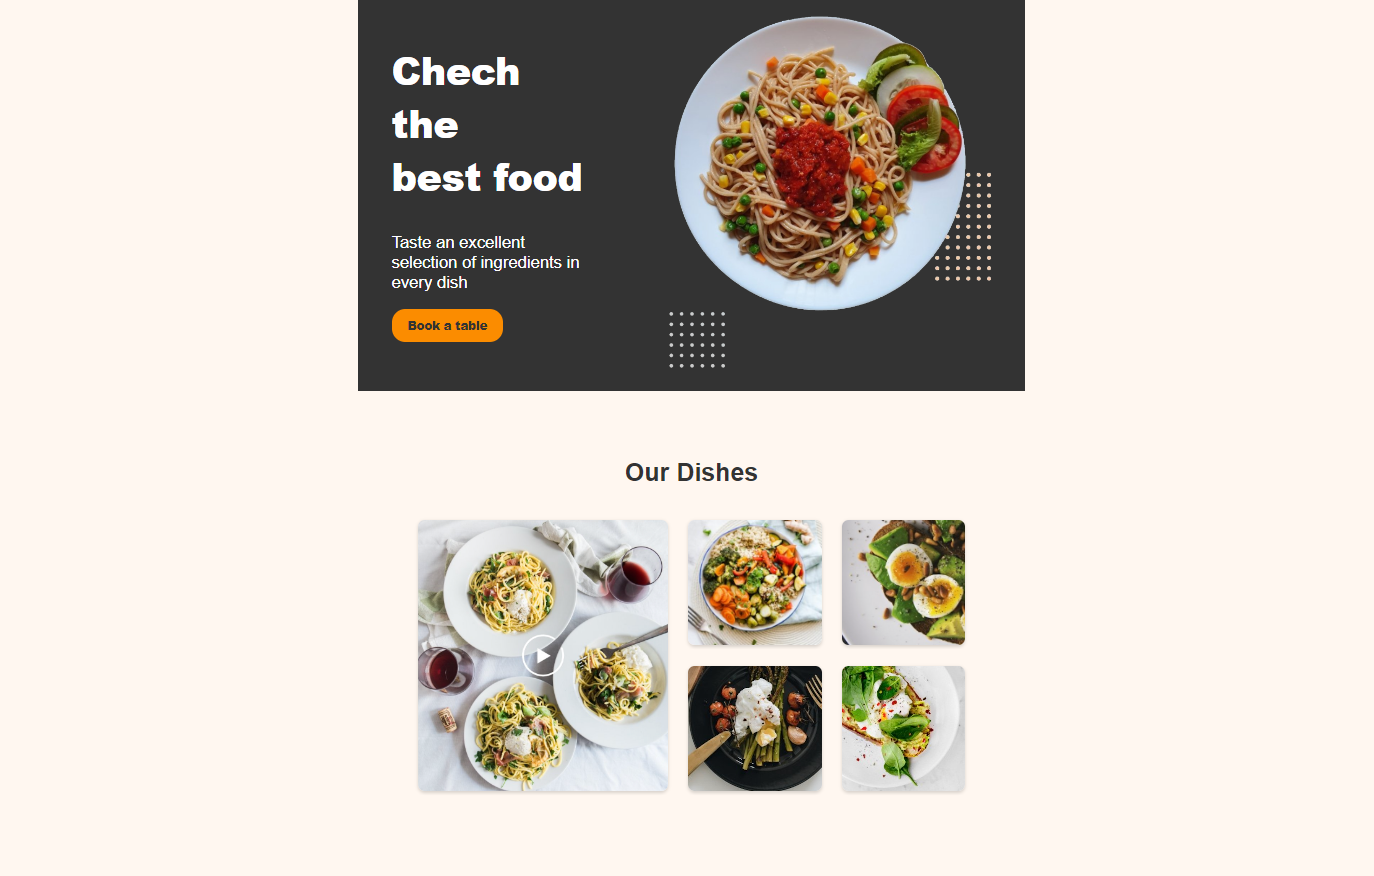 Chech
the
best food
Taste an excellent
selection of ingredients in
every dish
Book a table
Our Dishes